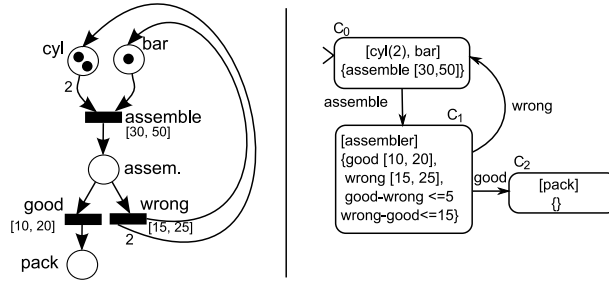 cyl
bar
2
assemble
[30, 50]
assem.
good
wrong
[10, 20]
[15, 25]
2
pack
C0
[cyl(2), bar]
{assemble [30,50]}
assemble
wrong
C1
[assembler]
{good [10, 20],
wrong [15, 25],
good-wrong <=5
wrong-good<=15}
good
C2
[pack]
{}